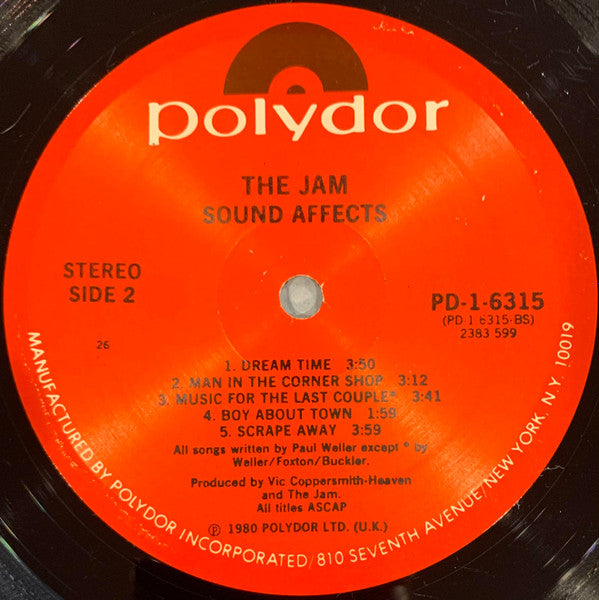 polydor
THE JAM
SOUND AFFECTS
STEREO
SIDE 2
PD-1-6315
(PD 1 6315-BS)
2383 599
26
1. DREAM TIME 3:50
2. MAN IN THE CORNER SHOP 3:12
3. MUSIC FOR THE LAST COUPLE* 3:41
4. BOY ABOUT TOWN 1:59
5. SCRAPE AWAY 3:59
All songs written by Paul Weller except * by
Weller/Foxton/Buckler.
Produced by Vic Coppersmith-Heaven
and The Jam.
All titles ASCAP
℗ 1980 POLYDOR LTD. (U.K.)
MANUFACTURED BY POLYDOR INCORPORATED/810 SEVENTH AVENUE/NEW YORK, N.Y. 10019